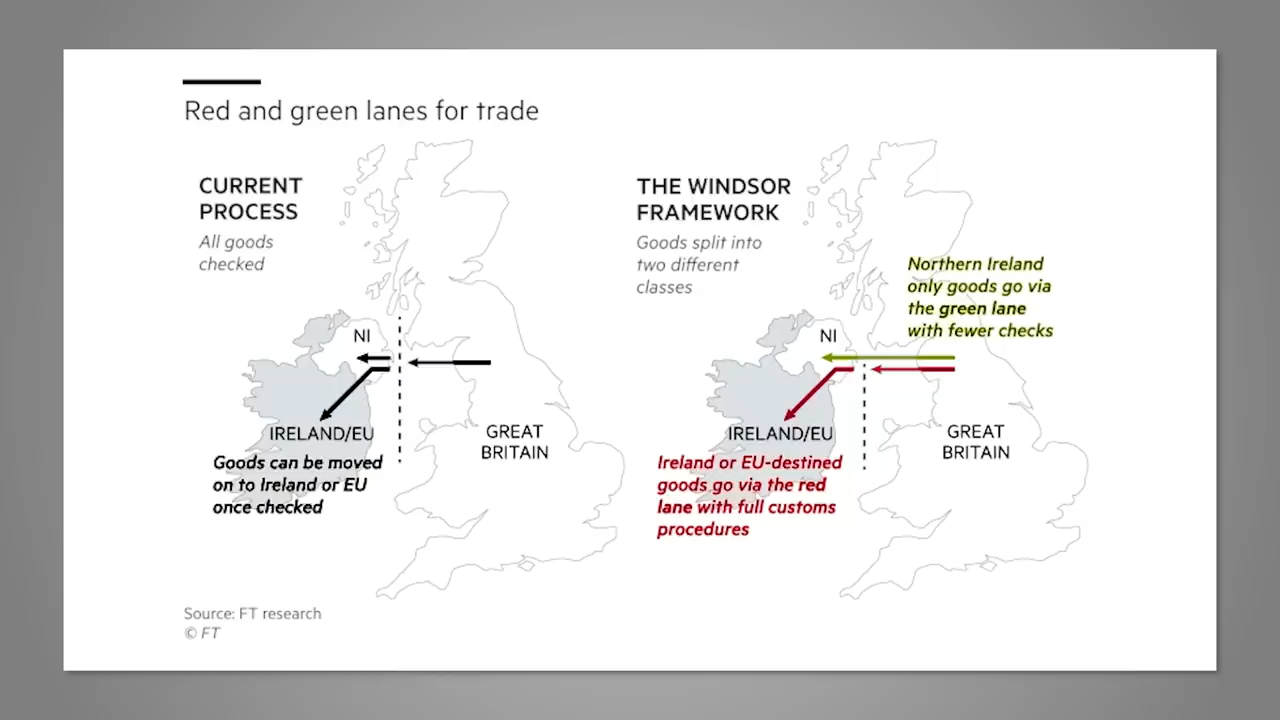 Red and green lanes for trade
CURRENT
PROCESS
All goods
checked
NI
IRELAND/EU
GREAT
BRITAIN
Goods can be moved
on to Ireland or EU
once checked
THE WINDSOR
FRAMEWORK
Goods split into
two different
classes
Northern Ireland
only goods go via
the green lane
with fewer checks
NI
IRELAND/EU
GREAT
BRITAIN
Ireland or EU-destined
goods go via the red
lane with full customs
procedures
Source: FT research
© FT